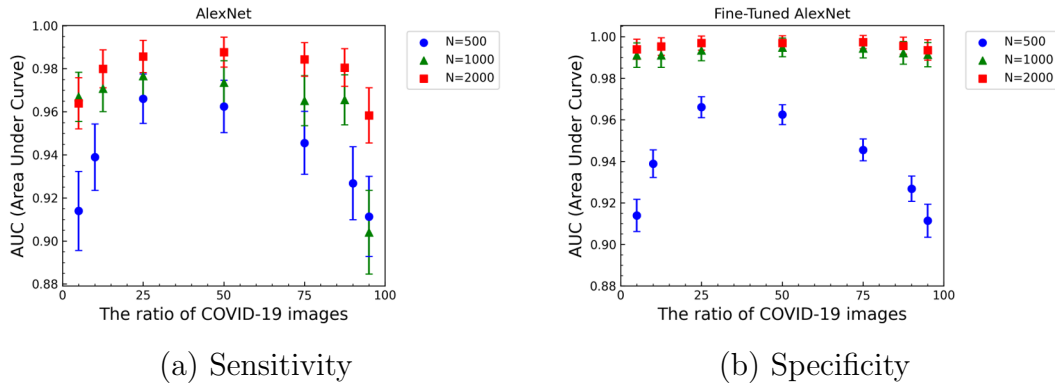 AlexNet
1.00
0.98
0.96
0.94
0.92
0.90
0.88
AUC (Area Under Curve)
0 25 50 75 100
The ratio of COVID-19 images
N=500
N=1000
N=2000
(a) Sensitivity
Fine-Tuned AlexNet
1.00
0.98
0.96
0.94
0.92
0.90
0.88
AUC (Area Under Curve)
0 25 50 75 100
The ratio of COVID-19 images
N=500
N=1000
N=2000
(b) Specificity